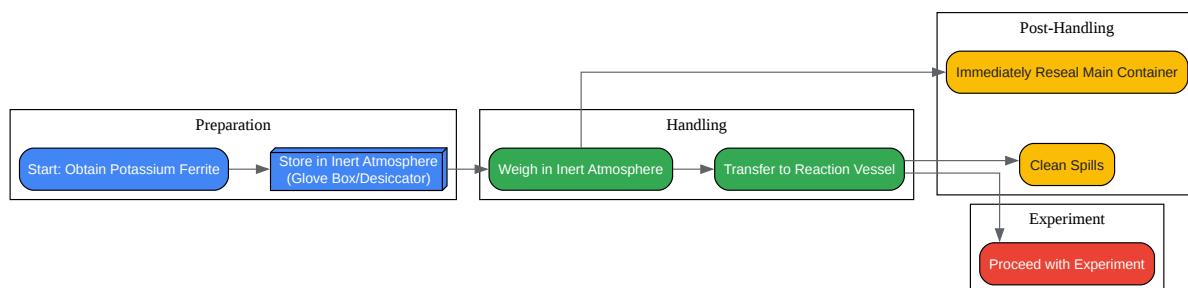 Preparation
Start: Obtain Potassium Ferrite
Store in Inert Atmosphere
(Glove Box/Desiccator)
Handling
Weigh in Inert Atmosphere
Transfer to Reaction Vessel
Post-Handling
Immediately Reseal Main Container
Clean Spills
Experiment
Proceed with Experiment